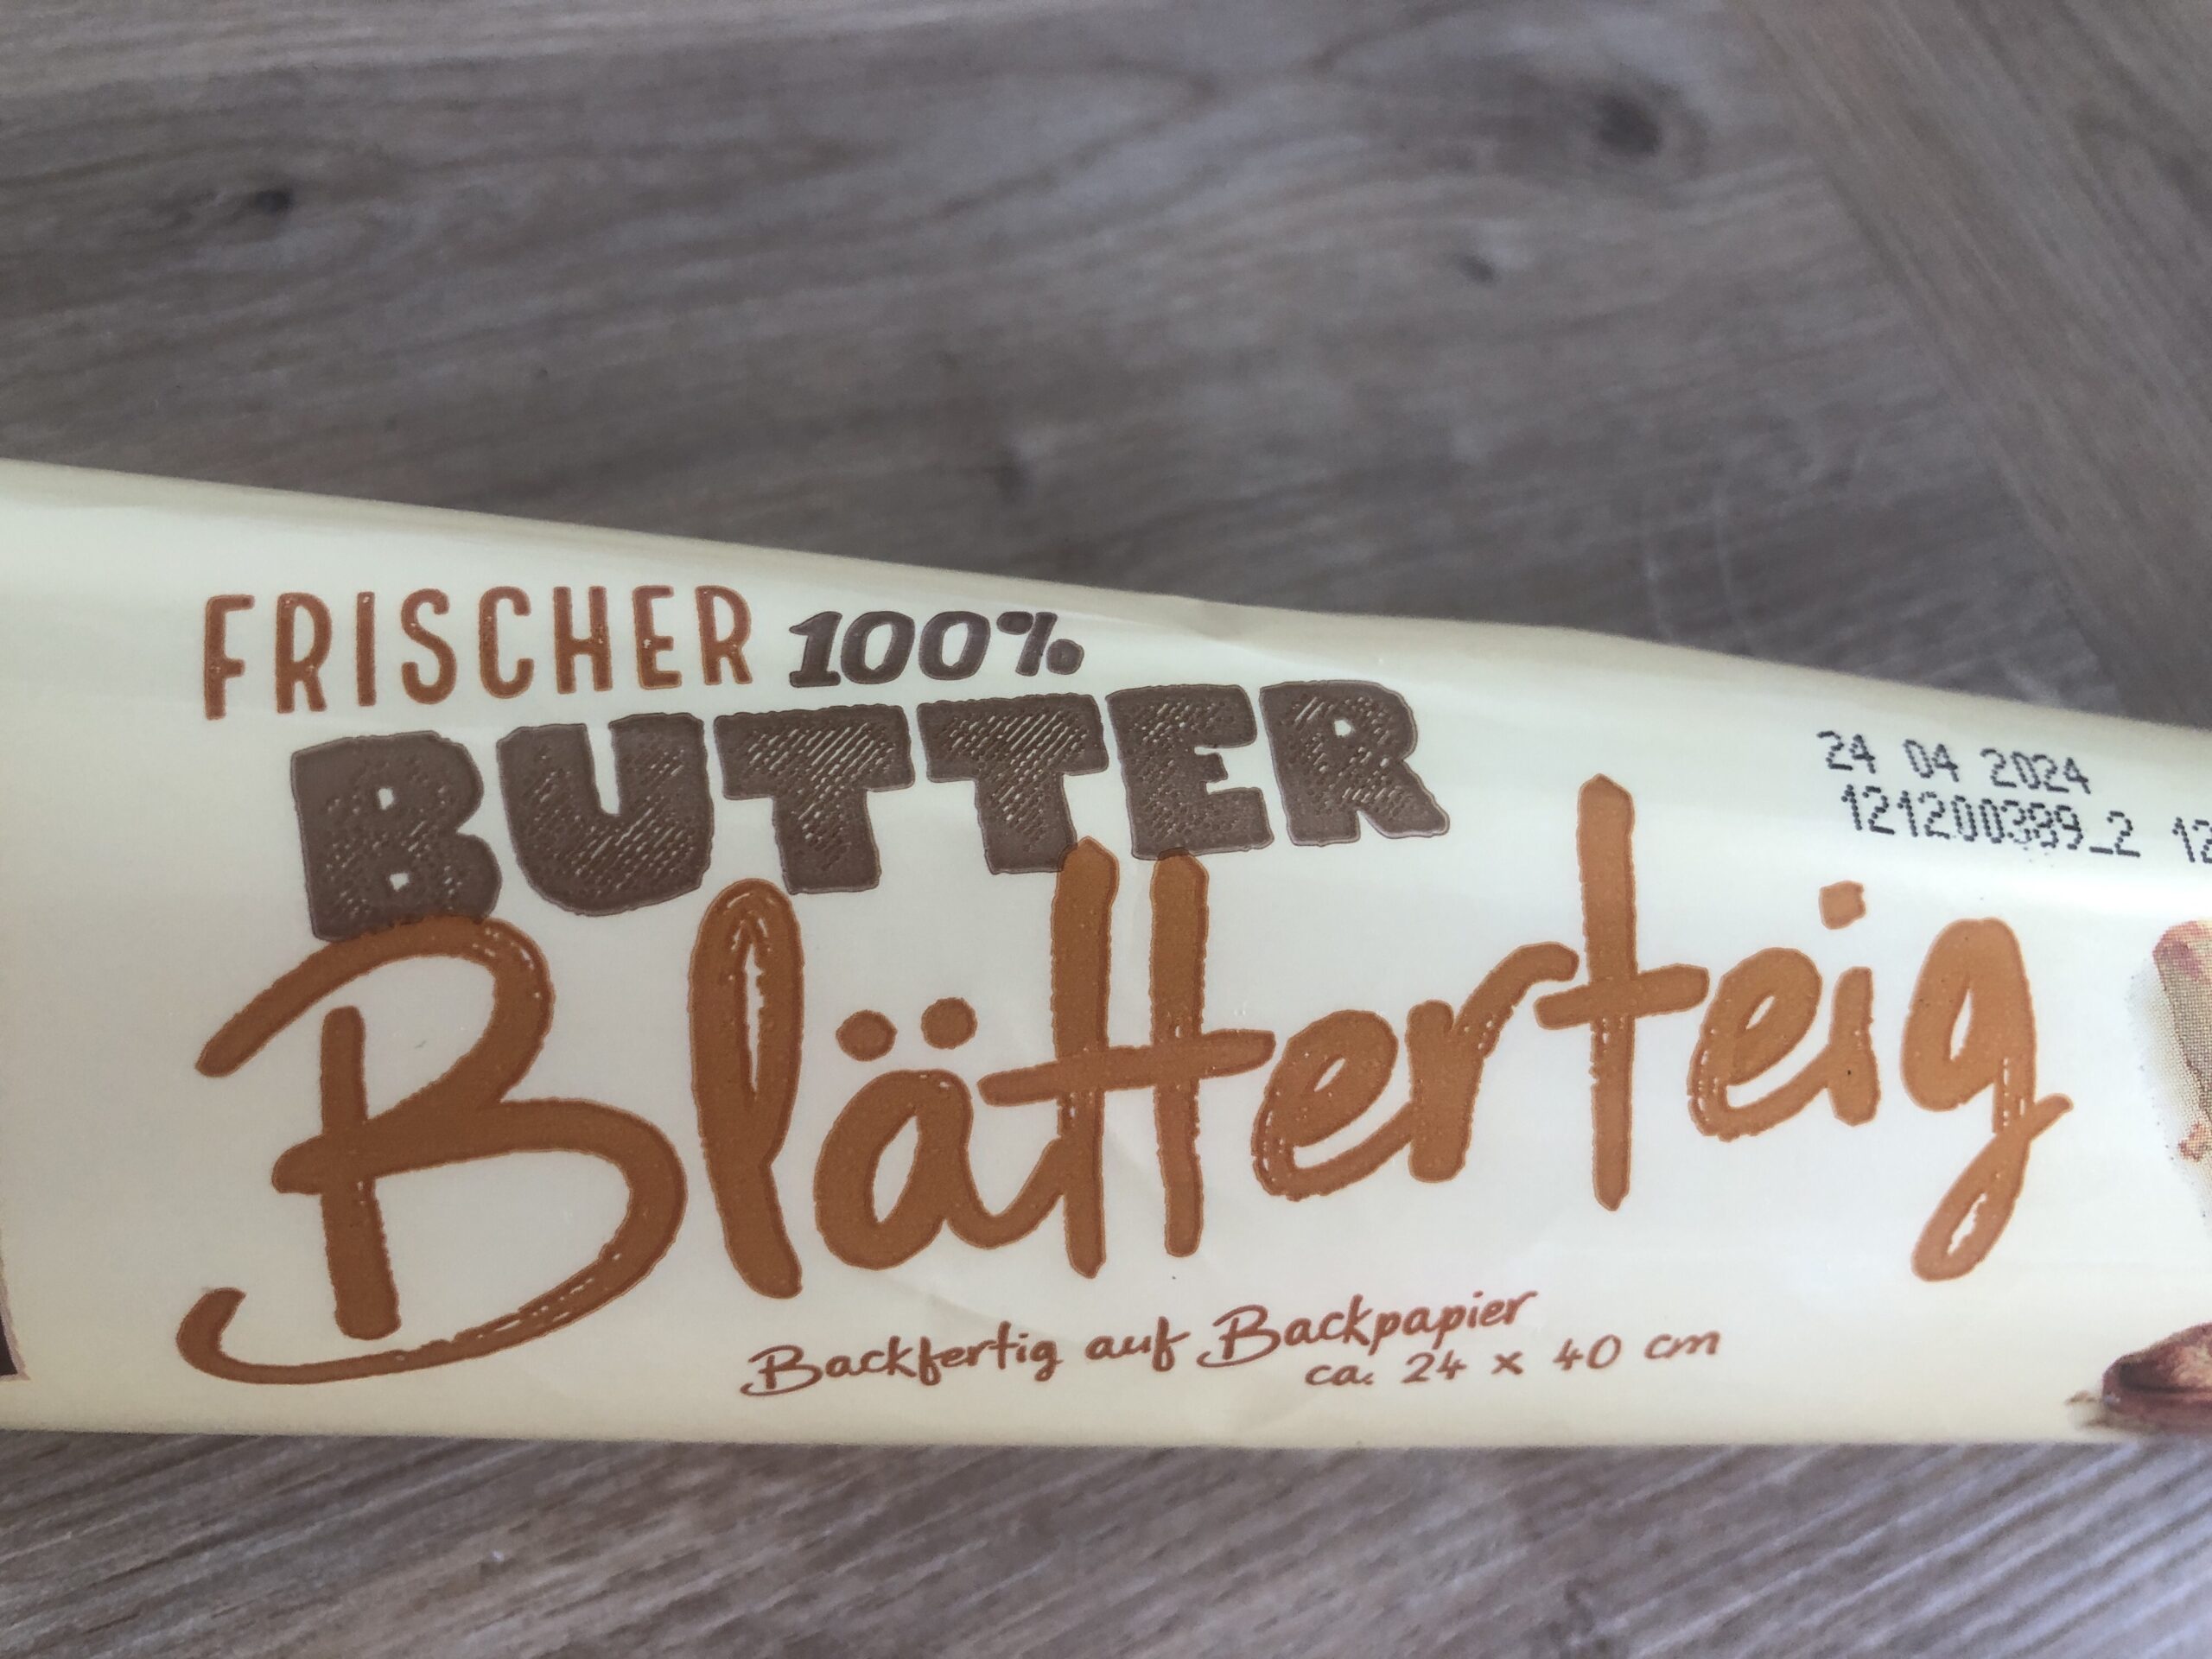 FRISCHER 100%
BUTTER
Blätterteig
24 04 2024
121200389_2
Backfertig auf Backpapier
ca. 24 x 40 cm